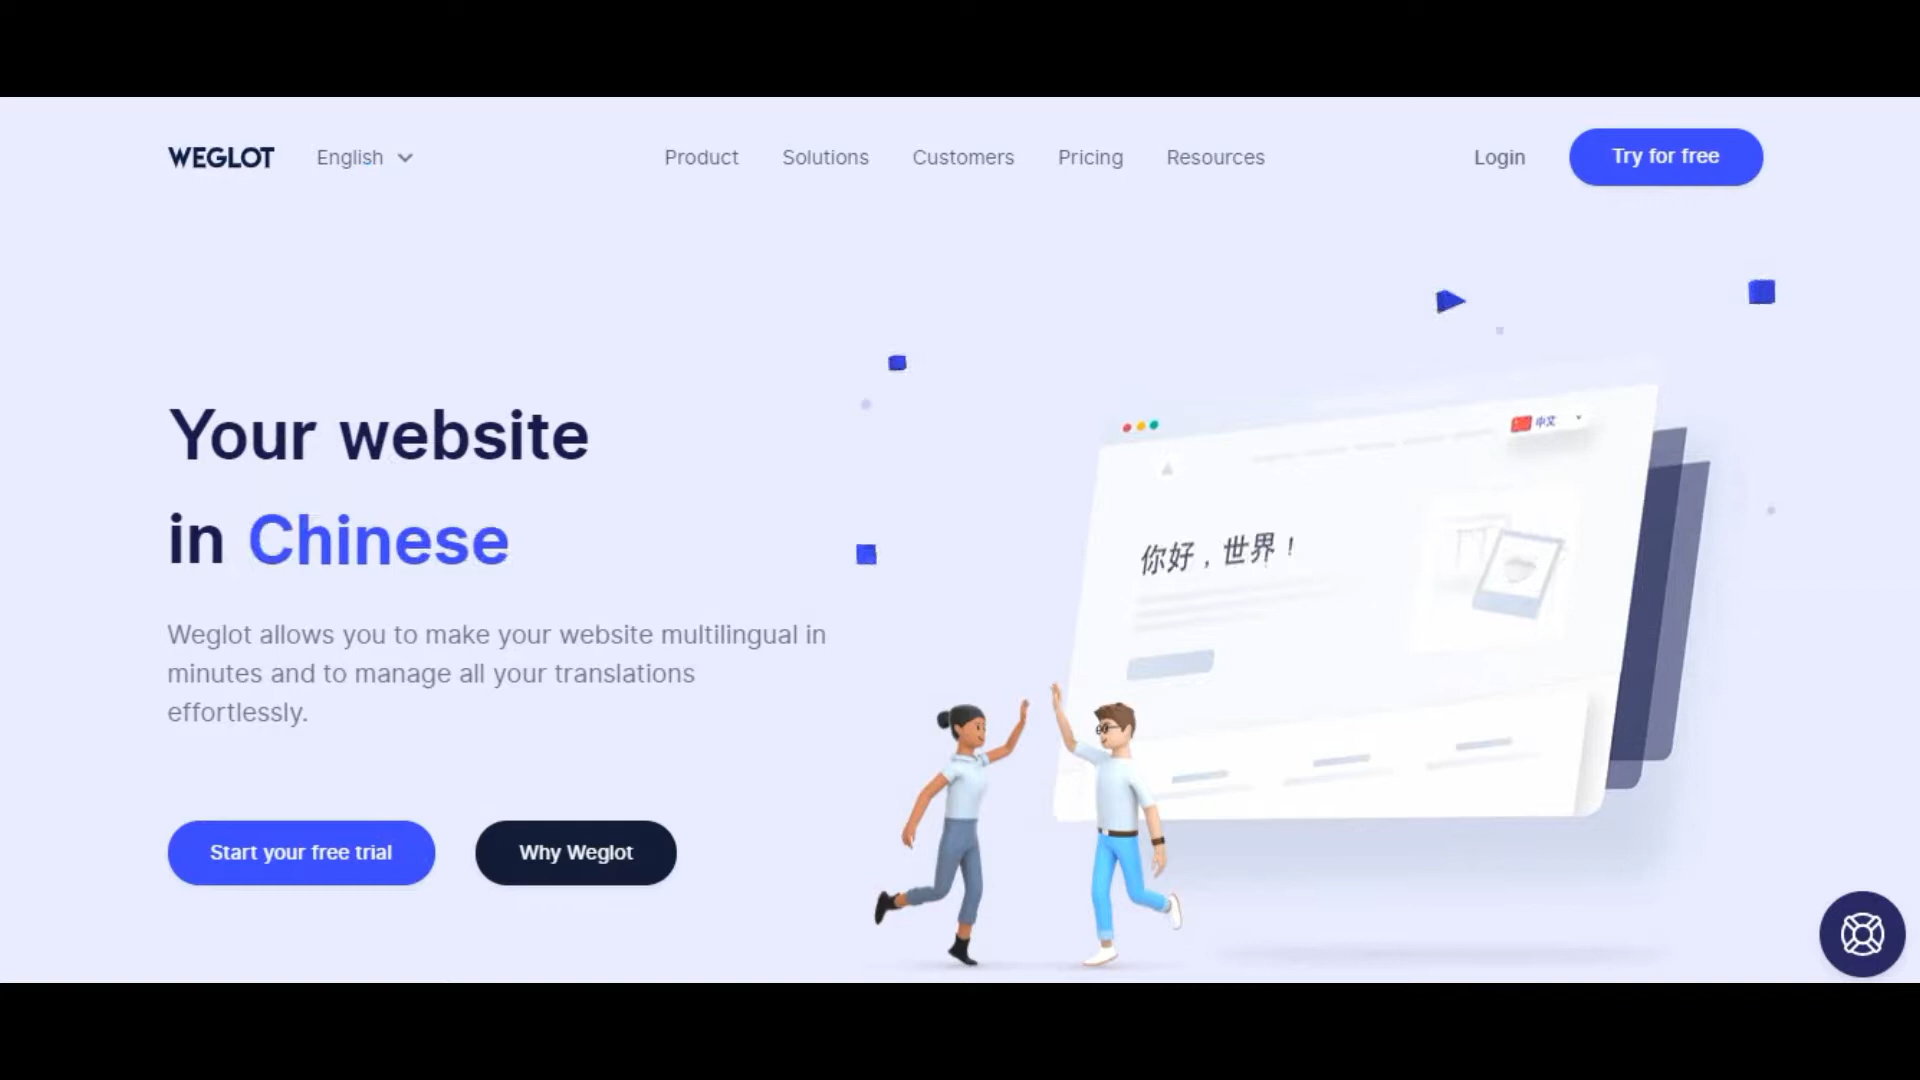 WEGLOT English Product Solutions Customers Pricing Resources Login Try for free
Your website
in Chinese
Weglot allows you to make your website multilingual in
minutes and to manage all your translations
effortlessly.
Start your free trial Why Weglot
中文
你好，世界！